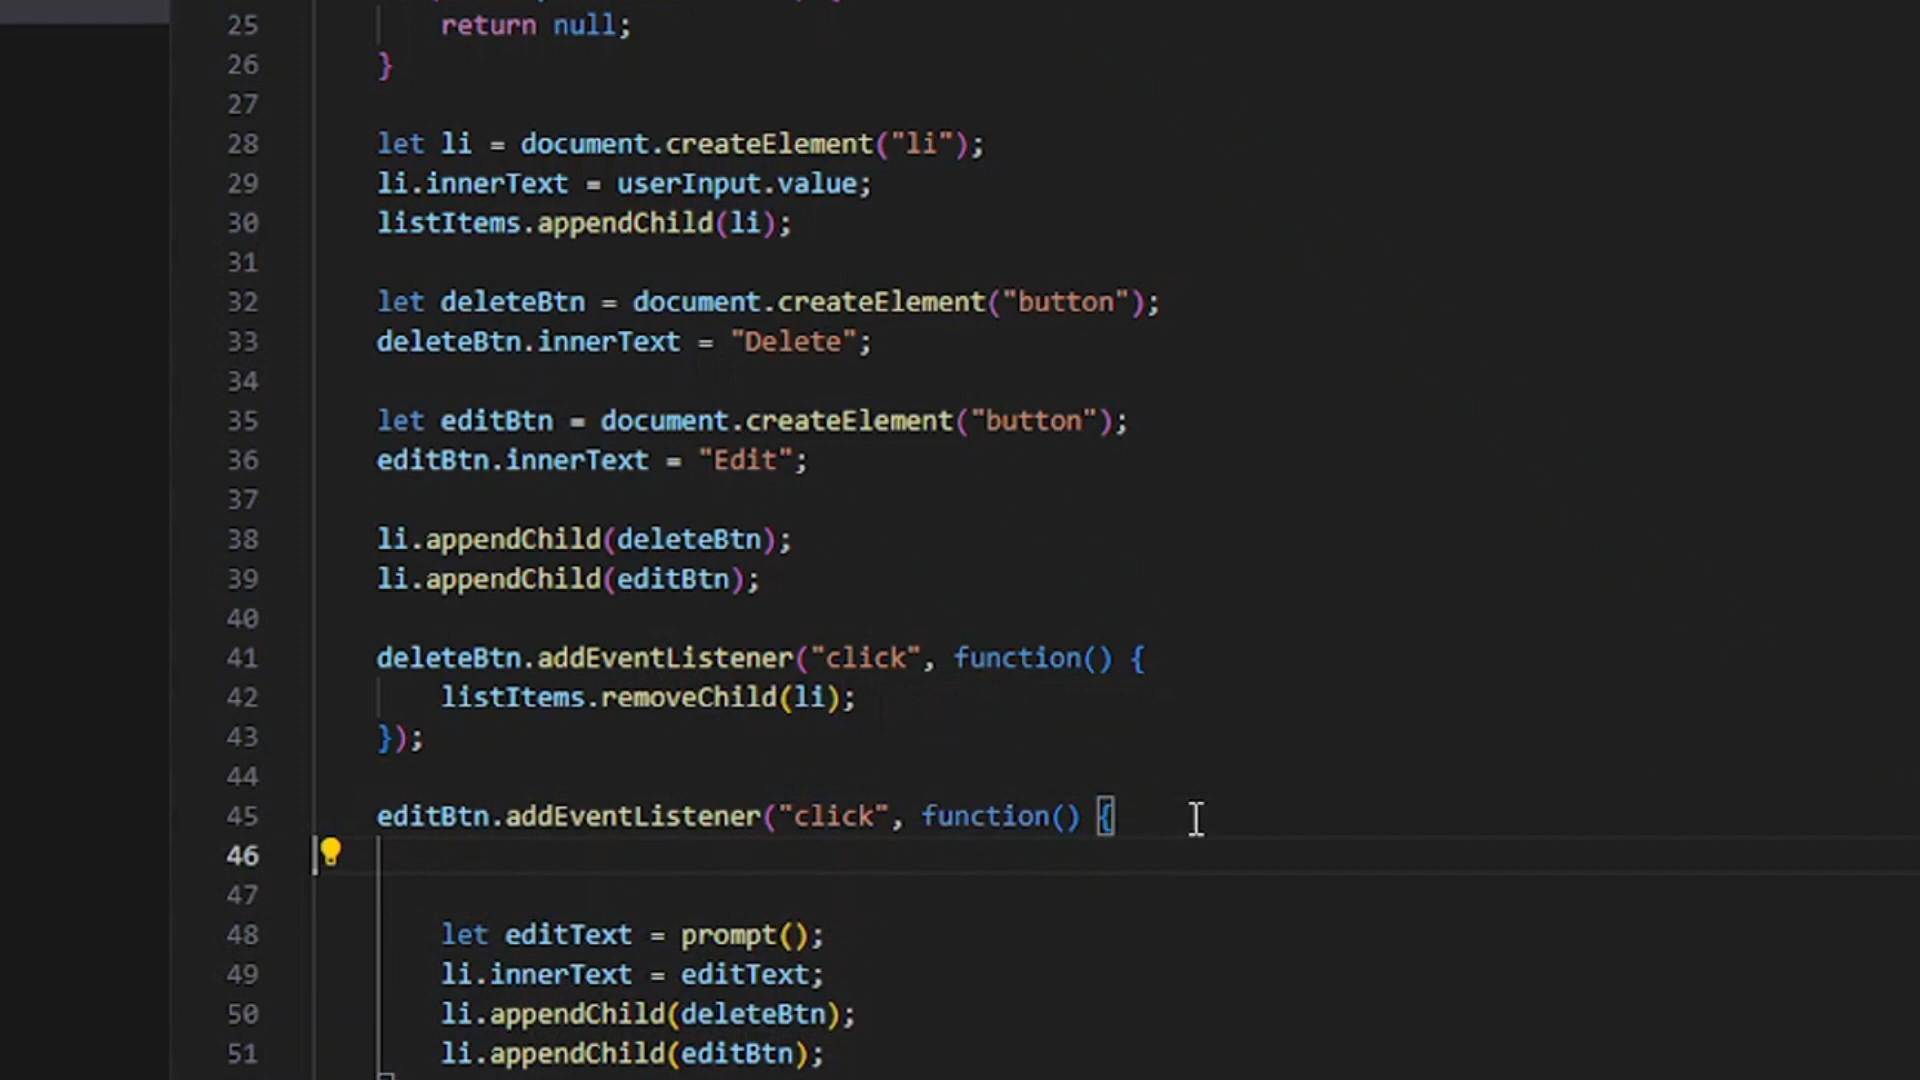 25 return null;
26 }
27
28 let li = document.createElement("li");
29 li.innerText = userInput.value;
30 listItems.appendChild(li);
31
32 let deleteBtn = document.createElement("button");
33 deleteBtn.innerText = "Delete";
34
35 let editBtn = document.createElement("button");
36 editBtn.innerText = "Edit";
37
38 li.appendChild(deleteBtn);
39 li.appendChild(editBtn);
40
41 deleteBtn.addEventListener("click", function() {
42 listItems.removeChild(li);
43 });
44
45 editBtn.addEventListener("click", function() {
46
47
48 let editText = prompt();
49 li.innerText = editText;
50 li.appendChild(deleteBtn);
51 li.appendChild(editBtn);